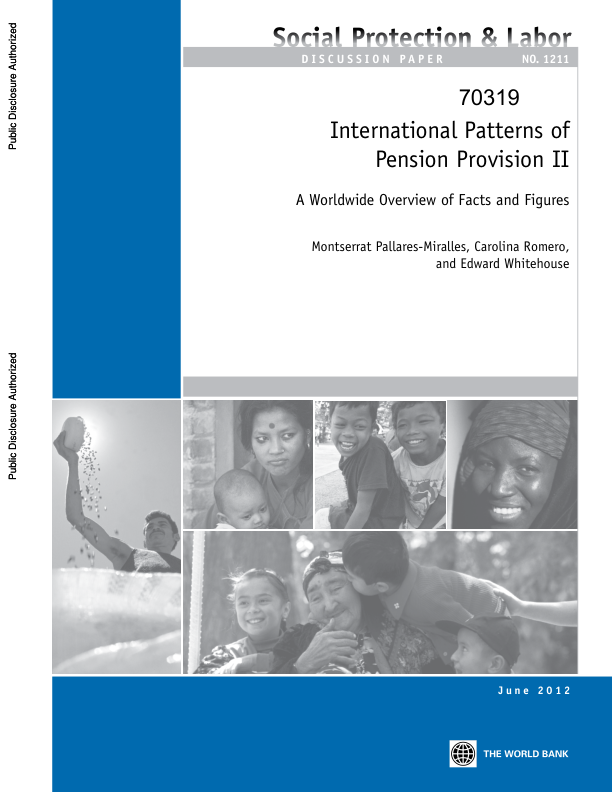 Social Protection & Labor
DISCUSSION PAPER NO. 1211
70319
International Patterns of
Pension Provision II
A Worldwide Overview of Facts and Figures
Montserrat Pallares-Miralles, Carolina Romero,
and Edward Whitehouse
June 2012
THE WORLD BANK
Public Disclosure Authorized
Public Disclosure Authorized